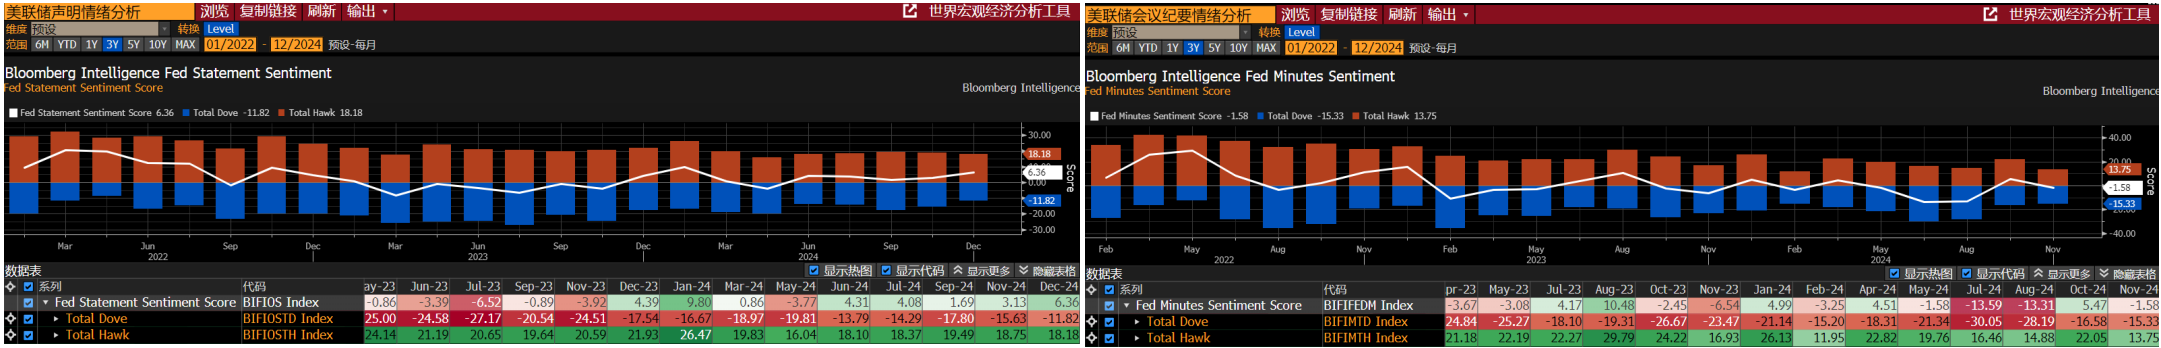 美联储声明情绪分析 浏览 复制链接 刷新 输出 世界宏观经济分析工具
维度 预设 转换 Level
范围 6M YTD 1Y 3Y 5Y 10Y MAX 01/2022 - 12/2024 预设-每月
Bloomberg Intelligence Fed Statement Sentiment
Fed Statement Sentiment Score Bloomberg Intelligence
Fed Statement Sentiment Score 6.36 Total Dove -11.82 Total Hawk 18.18
30.00
18.18
6.36
0.00
-11.82
-20.00
-30.00
Score
Mar Jun Sep Dec Mar Jun Sep Dec Mar Jun Sep Dec
2022 2023 2024
数据表 显示热图 显示代码 显示更多 隐藏表格
系列 代码 ay-23 Jun-23 Jul-23 Sep-23 Nov-23 Dec-23 Jan-24 Mar-24 May-24 Jun-24 Jul-24 Sep-24 Nov-24 Dec-24
Fed Statement Sentiment Score BIFIOS Index -0.86 -3.39 -6.52 -0.89 -3.92 4.39 9.80 0.86 -3.77 4.31 4.08 1.69 3.13 6.36
Total Dove BIFIOSTD Index 25.00 -24.58 -27.17 -20.54 -24.51 -17.54 -16.67 -18.97 -19.81 -13.79 -14.29 -17.80 -15.63 -11.82
Total Hawk BIFIOSTH Index 24.14 21.19 20.65 19.64 20.59 21.93 26.47 19.83 16.04 18.10 18.37 19.49 18.75 18.18
美联储会议纪要情绪分析 浏览 复制链接 刷新 输出 世界宏观经济分析工具
维度 预设 转换 Level
范围 6M YTD 1Y 3Y 5Y 10Y MAX 01/2022 - 12/2024 预设-每月
Bloomberg Intelligence Fed Minutes Sentiment
Fed Minutes Sentiment Score Bloomberg Intelligence
Fed Minutes Sentiment Score -1.58 Total Dove -15.33 Total Hawk 13.75
40.00
20.00
13.75
-1.58
-15.33
-40.00
Score
Feb May Aug Nov Feb May Aug Nov Feb May Aug Nov
2022 2023 2024
数据表 显示热图 显示代码 显示更多 隐藏表格
系列 代码 pr-23 May-23 Jul-23 Aug-23 Oct-23 Nov-23 Jan-24 Feb-24 Apr-24 May-24 Jul-24 Aug-24 Oct-24 Nov-24
Fed Minutes Sentiment Score BIFIFEDM Index -3.67 -3.08 4.17 10.48 -2.45 -6.54 4.99 -3.25 4.51 -1.58 -13.59 -13.31 5.47 -1.58
Total Dove BIFIMTD Index 24.84 -25.27 -18.10 -19.31 -26.67 -23.47 -21.14 -15.20 -18.31 -21.34 -30.05 -28.19 -16.58 -15.33
Total Hawk BIFIMTH Index 21.18 22.19 22.27 29.79 24.22 16.93 26.13 11.95 22.82 19.76 16.46 14.88 22.05 13.75